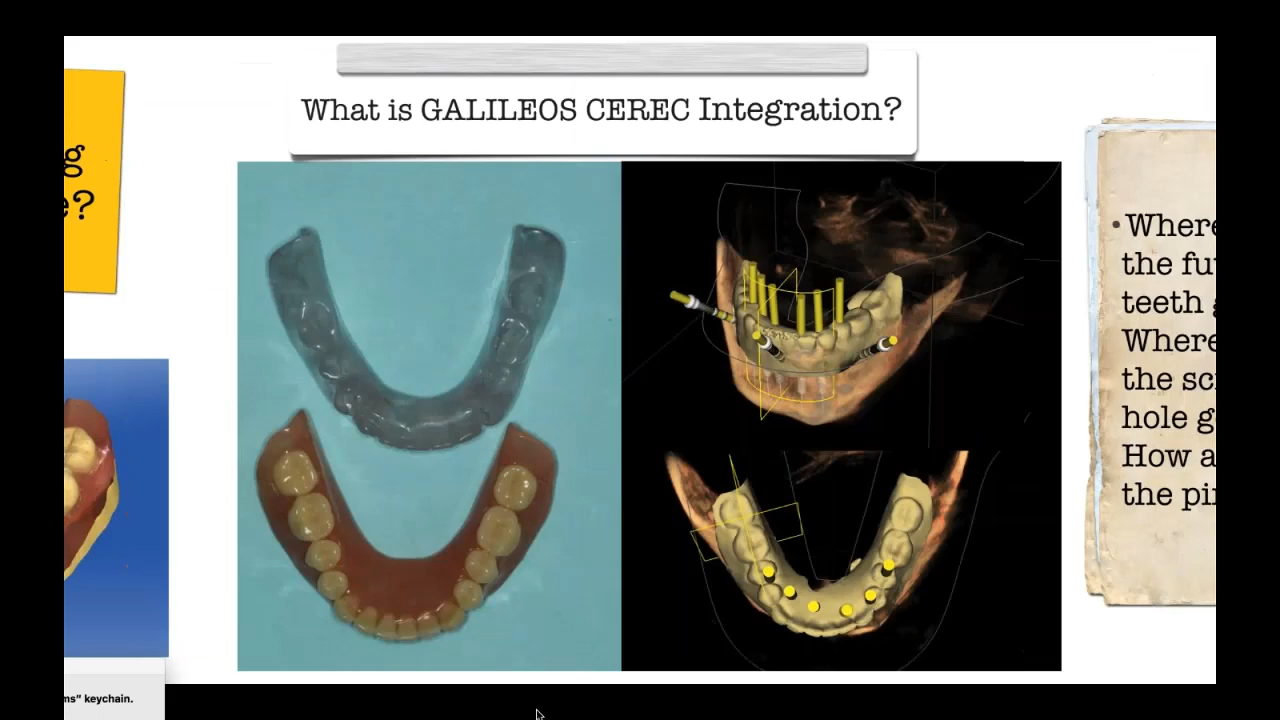 What is GALILEOS CEREC Integration?
g
?
ms" keychain.
• Where
the fu
teeth g
Where
the sc
hole g
How a
the pi